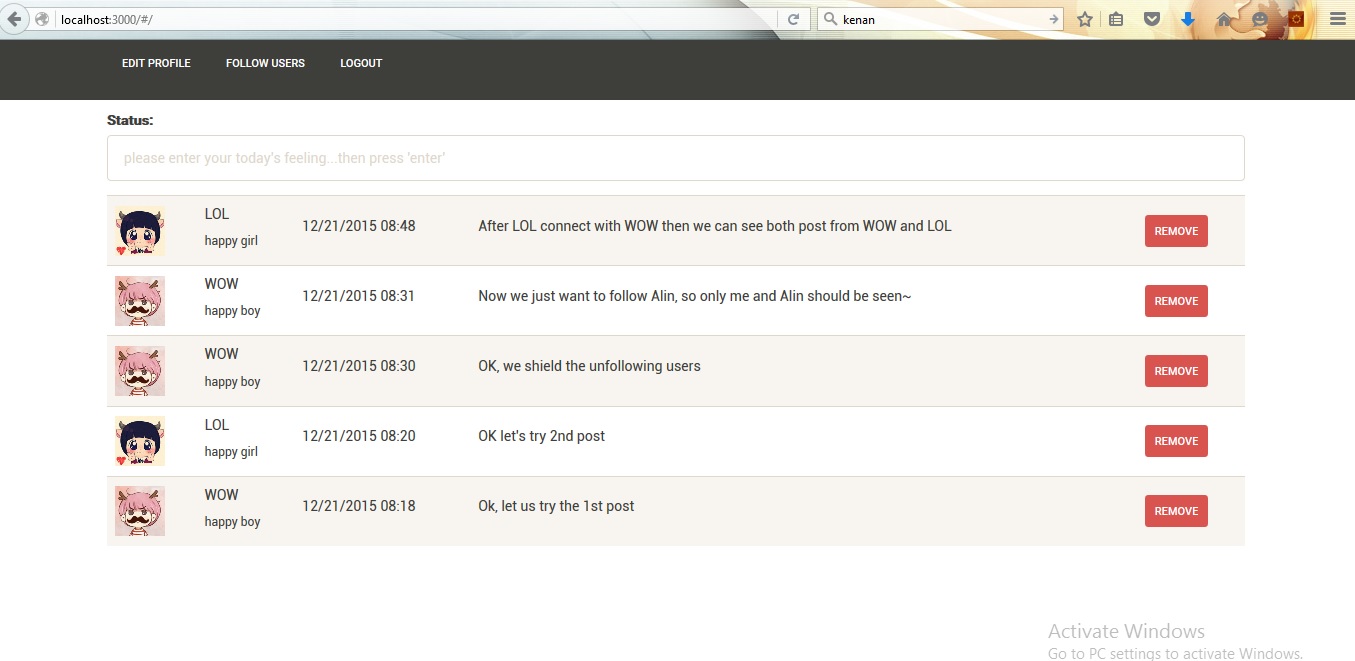 localhost:3000/#/
kenan
EDIT PROFILE FOLLOW USERS LOGOUT
Status:
please enter your today's feeling...then press 'enter'
LOL
happy girl
12/21/2015 08:48
After LOL connect with WOW then we can see both post from WOW and LOL
REMOVE
WOW
happy boy
12/21/2015 08:31
Now we just want to follow Alin, so only me and Alin should be seen~
REMOVE
WOW
happy boy
12/21/2015 08:30
OK, we shield the unfollowing users
REMOVE
LOL
happy girl
12/21/2015 08:20
OK let's try 2nd post
REMOVE
WOW
happy boy
12/21/2015 08:18
Ok, let us try the 1st post
REMOVE
Activate Windows
Go to PC settings to activate Windows.